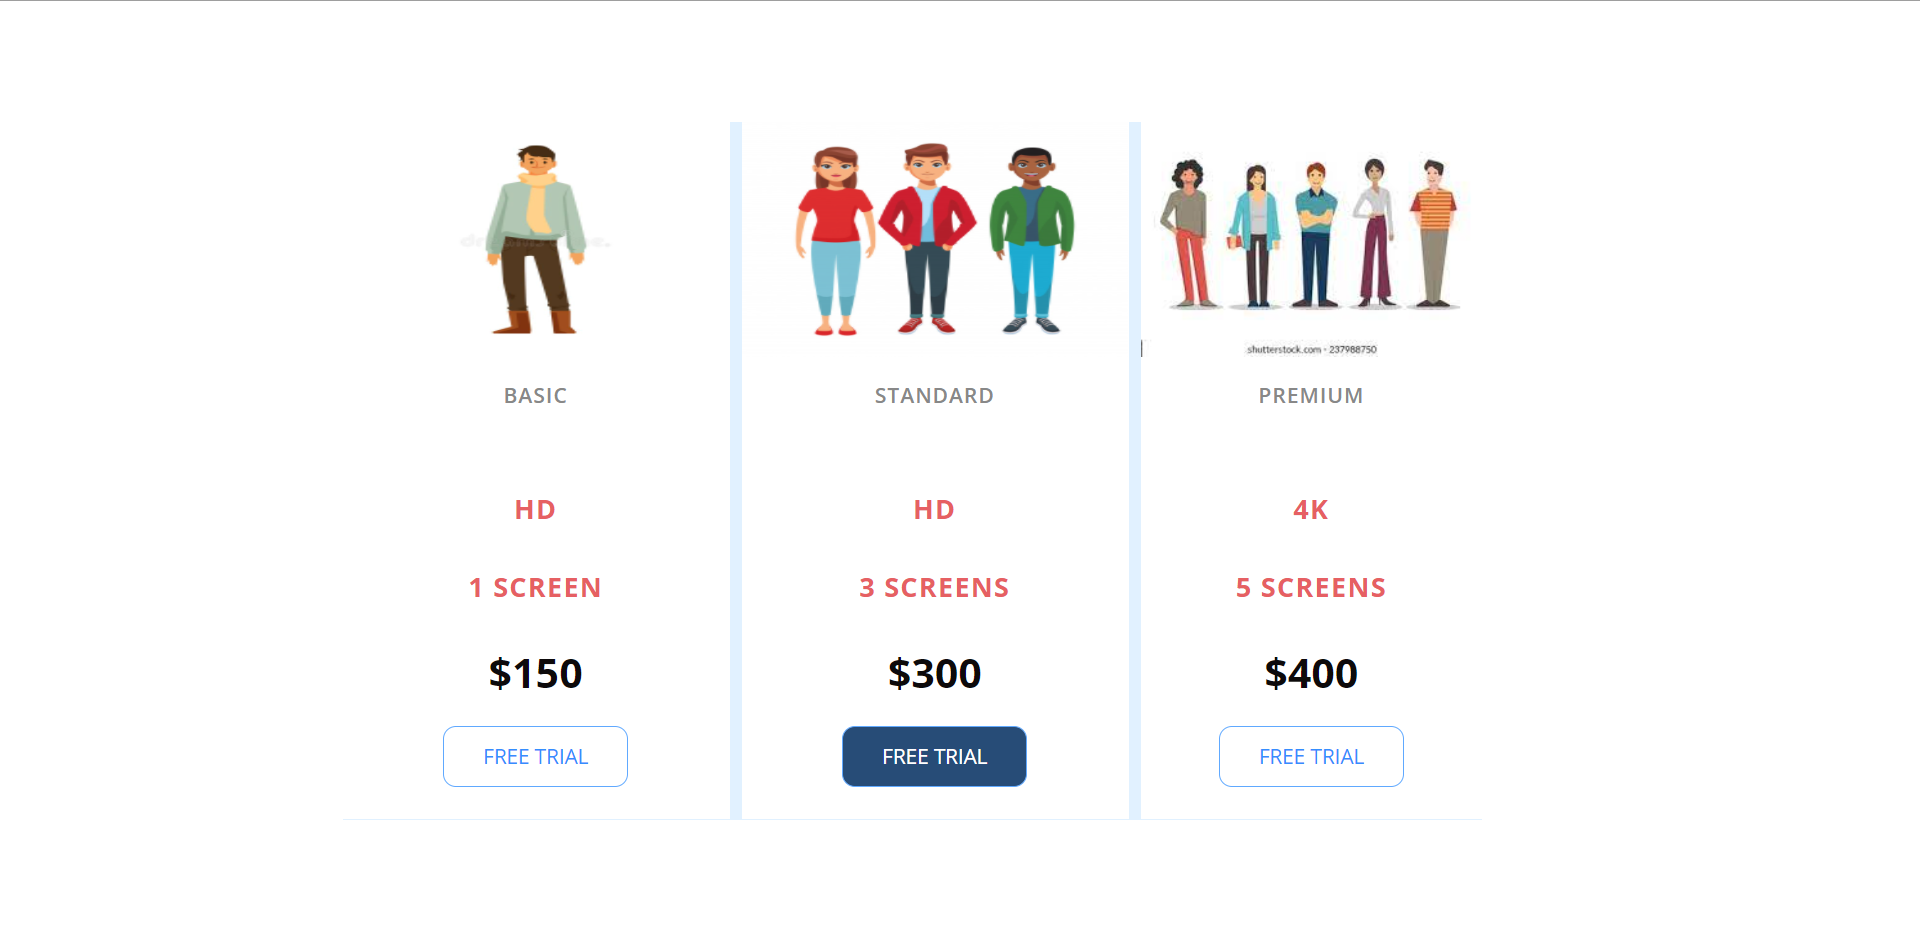 shutterstock.com · 237988750
BASIC
STANDARD
PREMIUM
HD
HD
4K
1 SCREEN
3 SCREENS
5 SCREENS
$150
$300
$400
FREE TRIAL
FREE TRIAL
FREE TRIAL